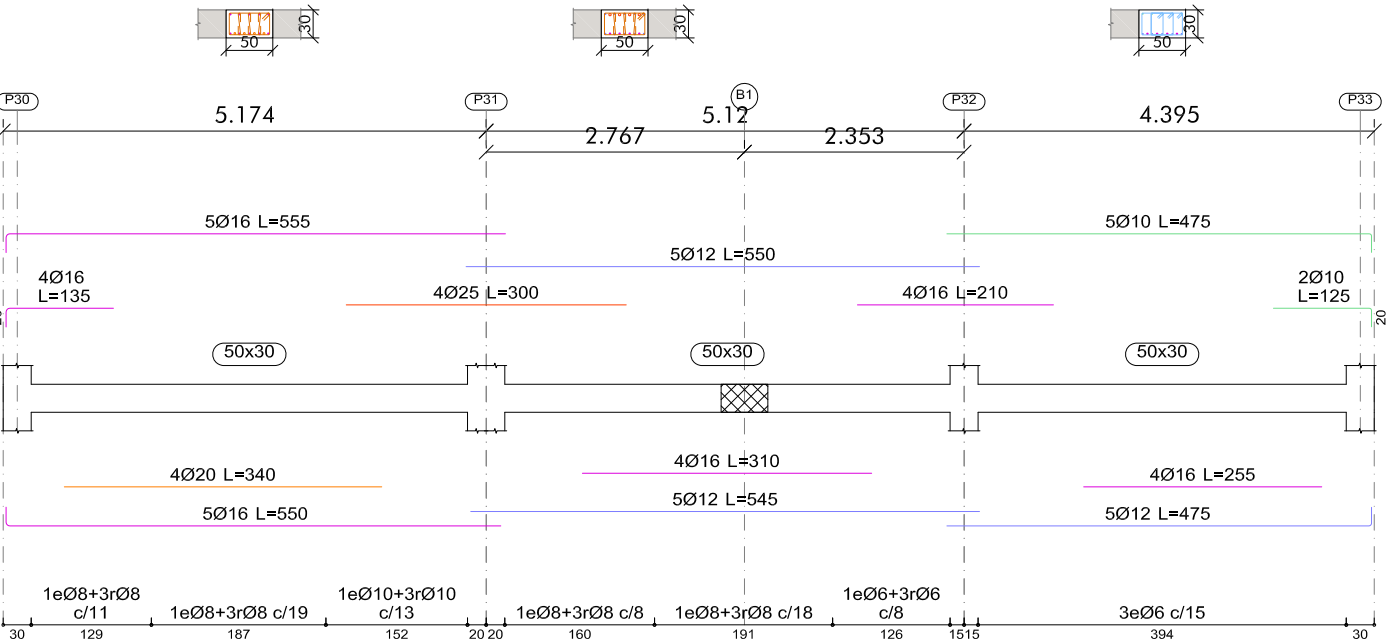 30
50
30
50
30
50
P30
P31
B1
P32
P33
5.174
5.12
4.395
2.767
2.353
5Ø16 L=555
5Ø10 L=475
5Ø12 L=550
4Ø16
L=135
4Ø25 L=300
4Ø16 L=210
2Ø10
L=125
20
50x30
50x30
50x30
4Ø20 L=340
4Ø16 L=310
4Ø16 L=255
5Ø16 L=550
5Ø12 L=545
5Ø12 L=475
1eØ8+3rØ8
c/11
1eØ8+3rØ8 c/19
1eØ10+3rØ10
c/13
1eØ8+3rØ8 c/8
1eØ8+3rØ8 c/18
1eØ6+3rØ6
c/8
3eØ6 c/15
30
129
187
152
20
20
160
191
126
15
15
394
30